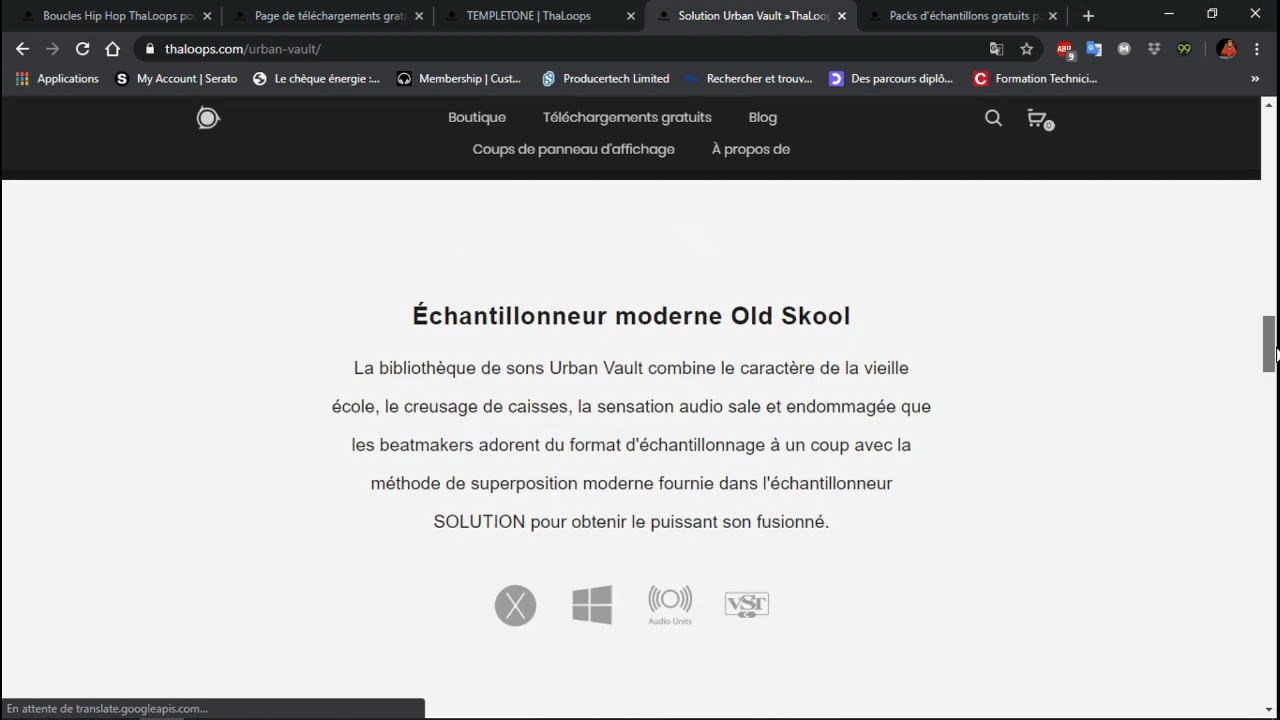 Boucles Hip Hop ThaLoops po
Page de téléchargements grat
TEMPLETONE | ThaLoops
Solution Urban Vault »ThaLoop
Packs d'échantillons gratuits p
thaloops.com/urban-vault/
ABP
9
99
Applications
My Account | Serato
Le chèque énergie :...
Membership | Cust...
Producertech Limited
Rechercher et trouv...
Des parcours diplô...
Formation Technici...
Boutique
Téléchargements gratuits
Blog
0
Coups de panneau d'affichage
À propos de
Échantillonneur moderne Old Skool
La bibliothèque de sons Urban Vault combine le caractère de la vieille
école, le creusage de caisses, la sensation audio sale et endommagée que
les beatmakers adorent du format d'échantillonnage à un coup avec la
méthode de superposition moderne fournie dans l'échantillonneur
SOLUTION pour obtenir le puissant son fusionné.
X
Audio Units
VST
En attente de translate.googleapis.com...